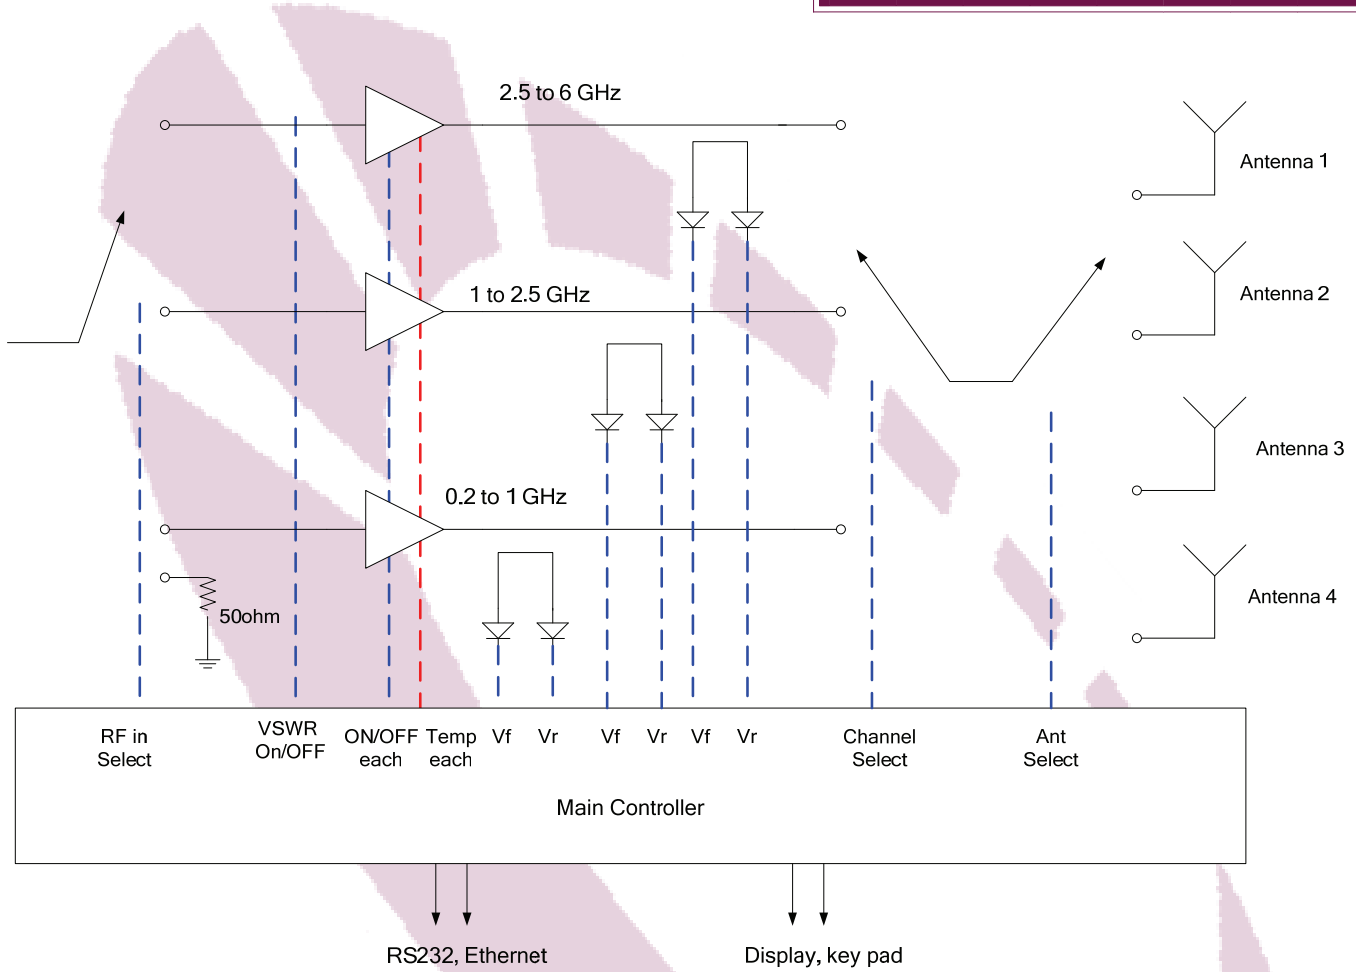 2.5 to 6 GHz
Antenna 1
1 to 2.5 GHz
Antenna 2
Antenna 3
0.2 to 1 GHz
50ohm
Antenna 4
RF in
Select
VSWR
On/OFF
ON/OFF
each
Temp
each
Vf
Vr
Vf
Vr
Vf
Vr
Channel
Select
Ant
Select
Main Controller
RS232, Ethernet
Display, key pad